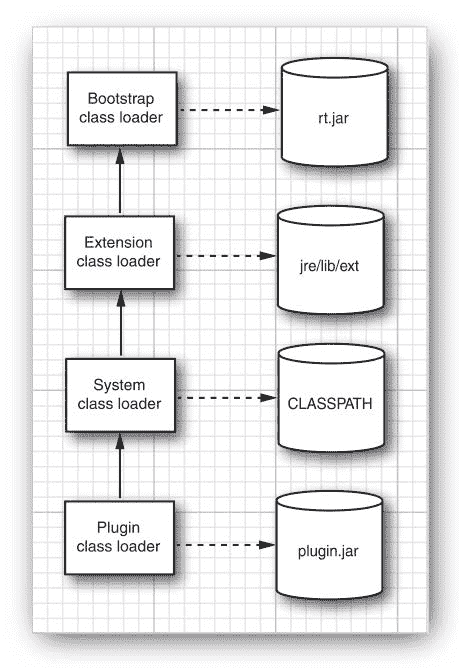 Bootstrap
class loader
rt.jar
Extension
class loader
jre/lib/ext
System
class loader
CLASSPATH
Plugin
class loader
plugin.jar